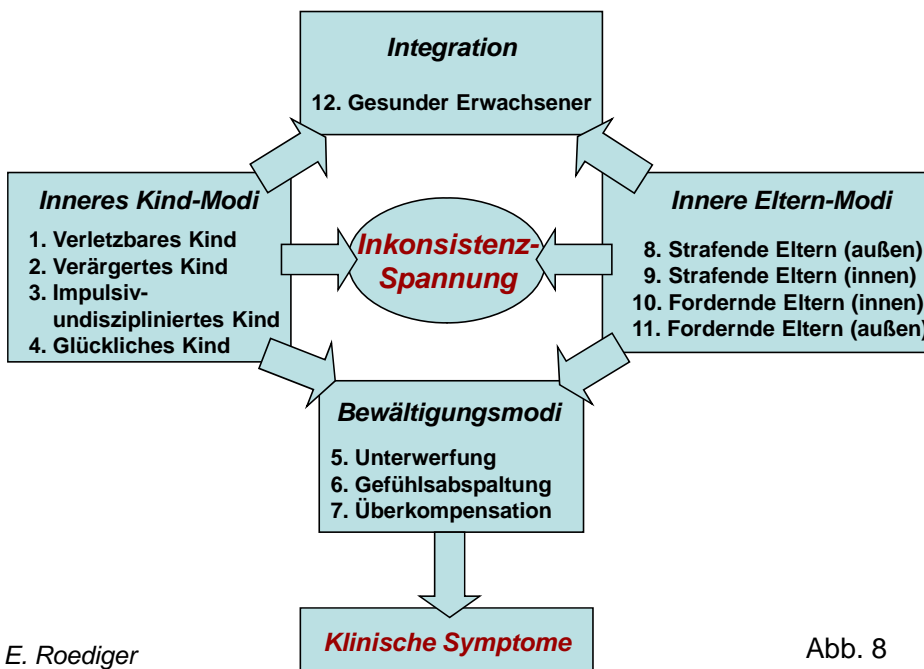 Integration
12. Gesunder Erwachsener
Inneres Kind-Modi
1. Verletzbares Kind
2. Verärgertes Kind
3. Impulsiv-
undiszipliniertes Kind
4. Glückliches Kind
Inkonsistenz-
Spannung
Innere Eltern-Modi
8. Strafende Eltern (außen)
9. Strafende Eltern (innen)
10. Fordernde Eltern (innen)
11. Fordernde Eltern (außen)
Bewältigungsmodi
5. Unterwerfung
6. Gefühlsabspaltung
7. Überkompensation
Klinische Symptome
E. Roediger
Abb. 8